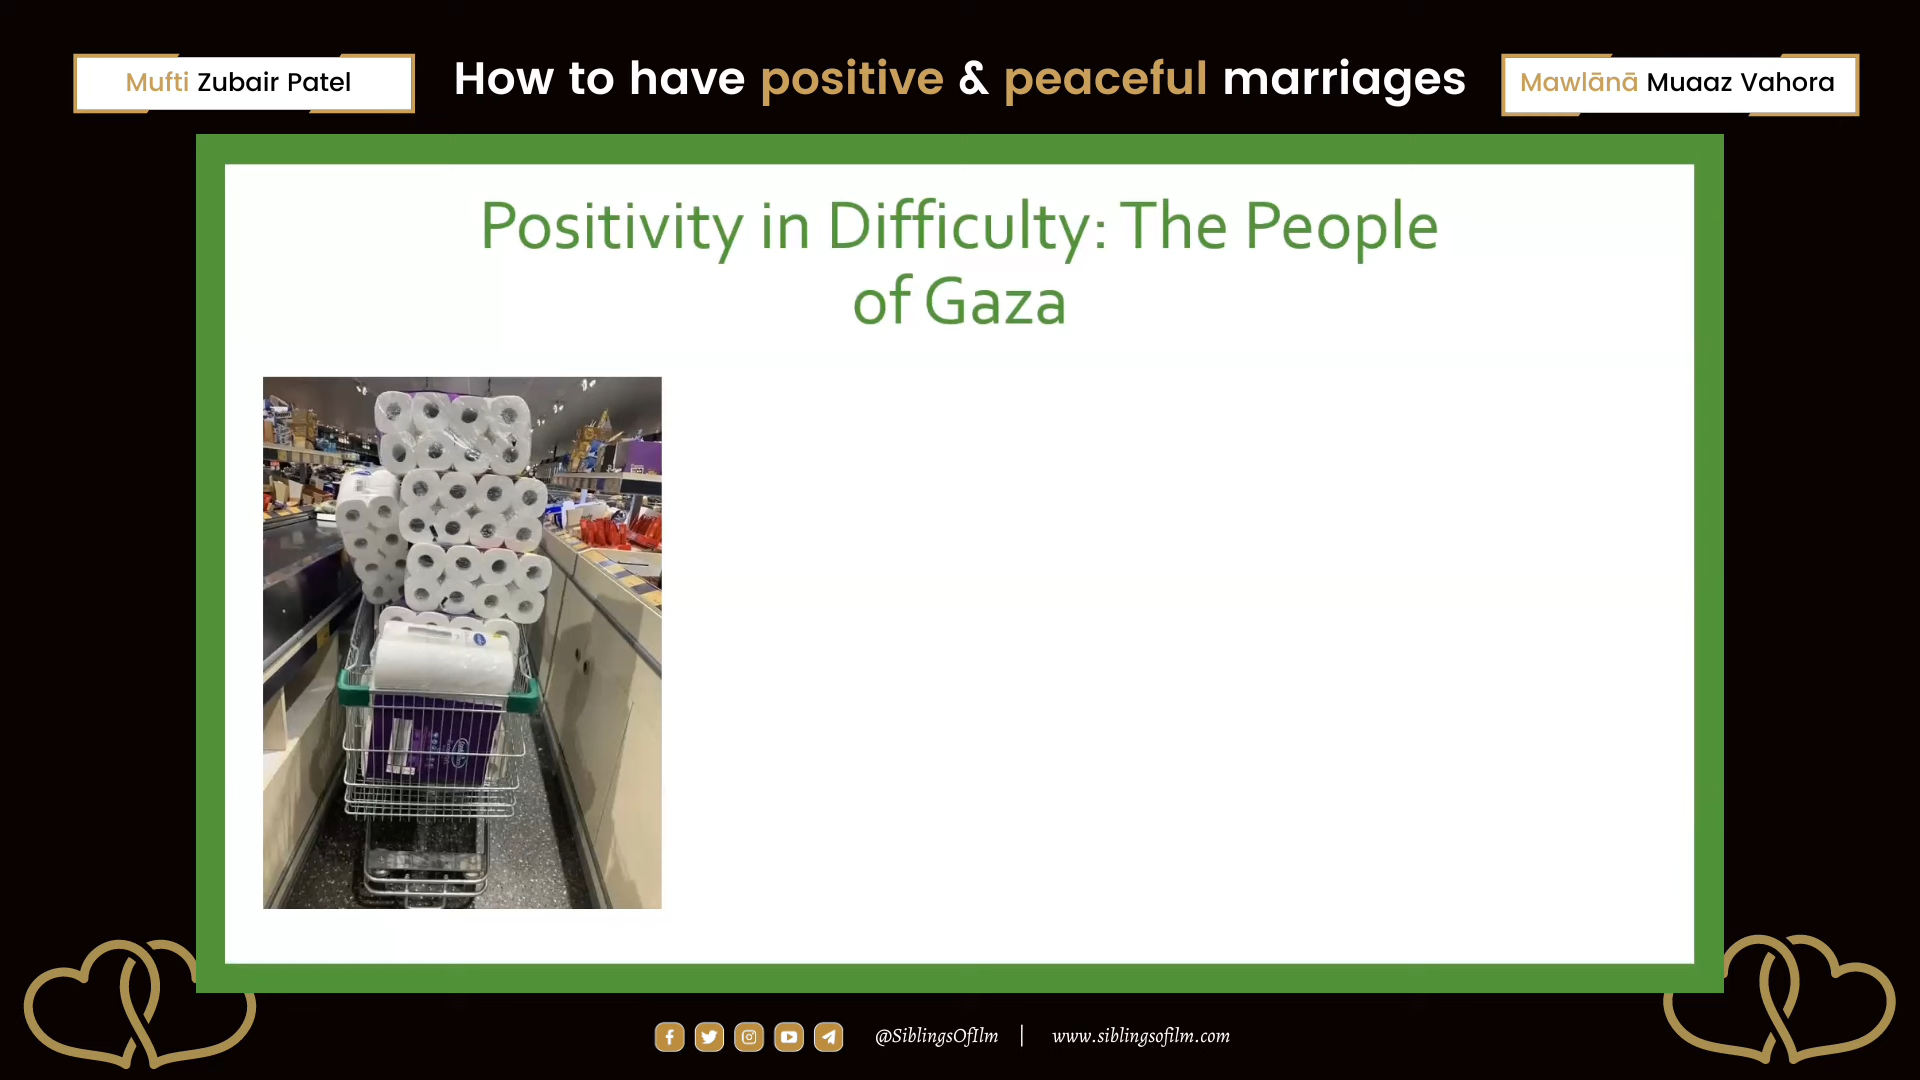 Mufti Zubair Patel
How to have positive & peaceful marriages
Mawlānā Muaaz Vahora
Positivity in Difficulty: The People
of Gaza
@SiblingsOfIlm | www.siblingsofilm.com